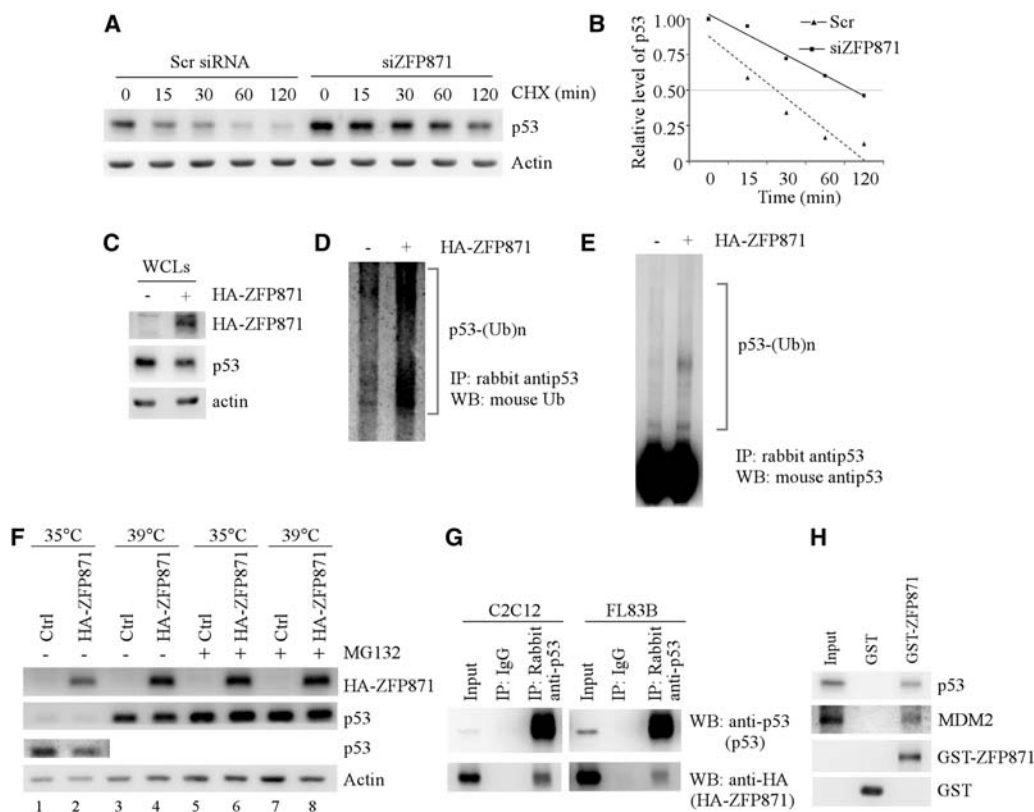 A
Scr siRNA siZFP871
0 15 30 60 120 0 15 30 60 120 CHX (min)
p53
Actin
B
Scr
siZFP871
Relative level of p53
1.00
0.75
0.50
0.25
0
0 15 30 60 120
Time (min)
C
WCLs
- + HA-ZFP871
HA-ZFP871
p53
actin
D
- + HA-ZFP871
p53-(Ub)n
IP: rabbit antip53
WB: mouse Ub
E
- + HA-ZFP871
p53-(Ub)n
IP: rabbit antip53
WB: mouse antip53
F
35°C 39°C 35°C 39°C
Ctrl HA-ZFP871 Ctrl HA-ZFP871 Ctrl HA-ZFP871 Ctrl HA-ZFP871
- - - - + + + + MG132
HA-ZFP871
p53
p53
Actin
1 2 3 4 5 6 7 8
G
C2C12 FL83B
Input IP: IgG IP: Rabbit anti-p53 Input IP: IgG IP: Rabbit anti-p53
WB: anti-p53
(p53)
WB: anti-HA
(HA-ZFP871)
H
Input GST GST-ZFP871
p53
MDM2
GST-ZFP871
GST